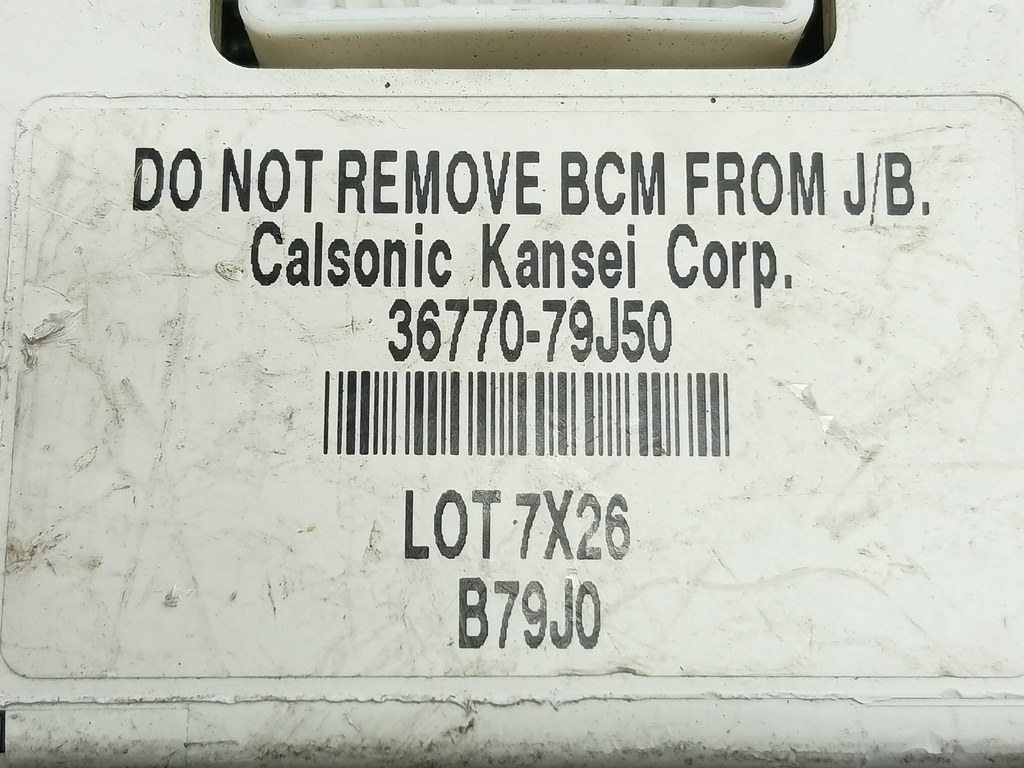 DO NOT REMOVE BCM FROM J/B.
Calsonic Kansei Corp.
36770-79J50
LOT 7X26
B79J0